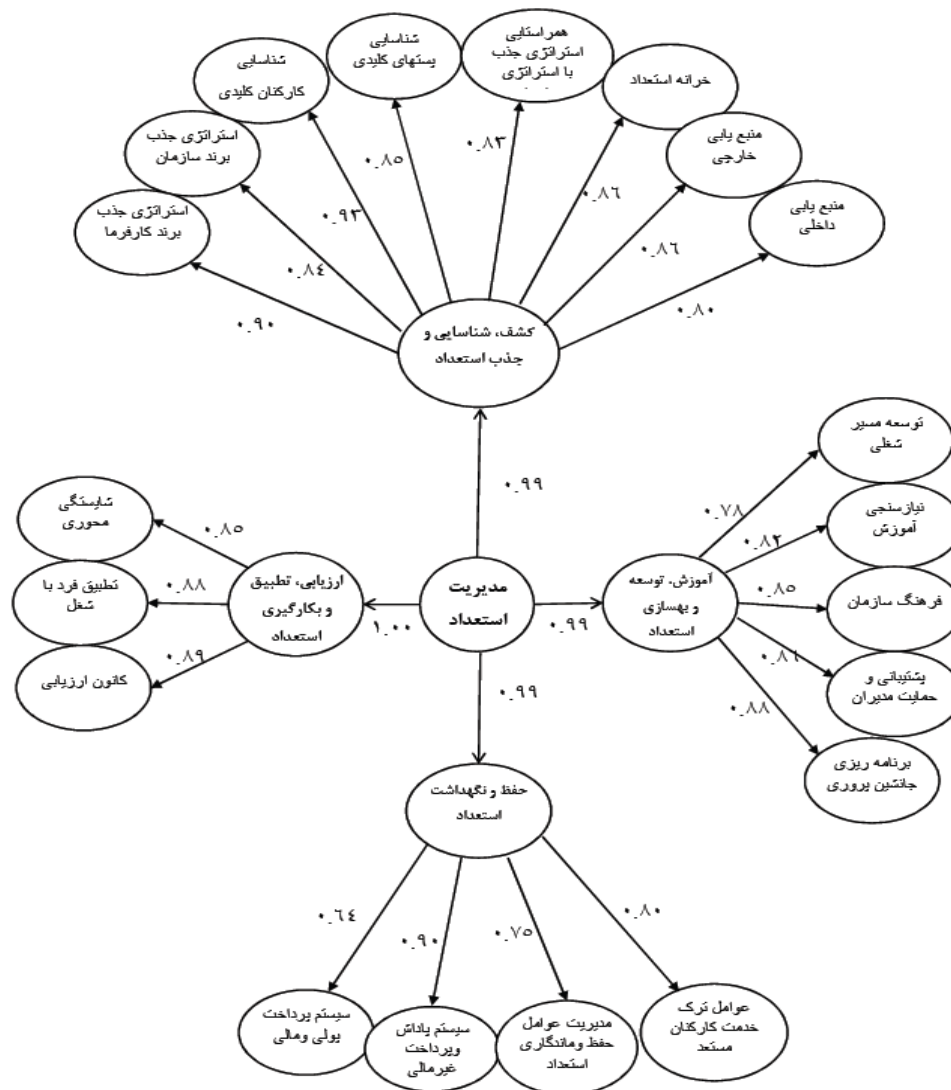 همراستایی
استراتژی جذب
با استراتژی
شناسایی
پستهای کلیدی
شناسایی
کارکنان کلیدی
خزانه استعداد
استراتژی جذب
برند سازمان
منبع یابی
خارجی
استراتژی جذب
برند کارفرما
منبع یابی
داخلی
۰.۸۳
۰.۸۵
۰.۸۶
۰.۹۳
۰.۸۶
۰.۸۴
۰.۸۰
۰.۹۰
کشف، شناسایی و
جذب استعداد
۰.۹۹
توسعه مسیر
شغلی
نیازسنجی
آموزش
فرهنگ سازمان
پشتیبانی و
حمایت مدیران
برنامه ریزی
جانشین پروری
۰.۷۸
۰.۸۲
۰.۸۵
۰.۸٦
۰.۸۸
آموزش، توسعه
و بهسازی
استعداد
۰.۹۹
مدیریت
استعداد
۱.۰۰
ارزیابی، تطبیق
و بکارگیری
استعداد
۰.۸۵
۰.۸۸
۰.۸۹
شایستگی
محوری
تطبیق فرد با
شغل
کانون ارزیابی
۰.۹۹
حفظ و نگهداشت
استعداد
۰.۸۰
۰.۷۵
۰.۹۰
۰.٦٤
عوامل ترک
خدمت کارکنان
مستعد
مدیریت عوامل
حفظ وماندگاری
استعداد
سیستم پاداش
وپرداخت
غیرمالی
سیستم پرداخت
پولی ومالی